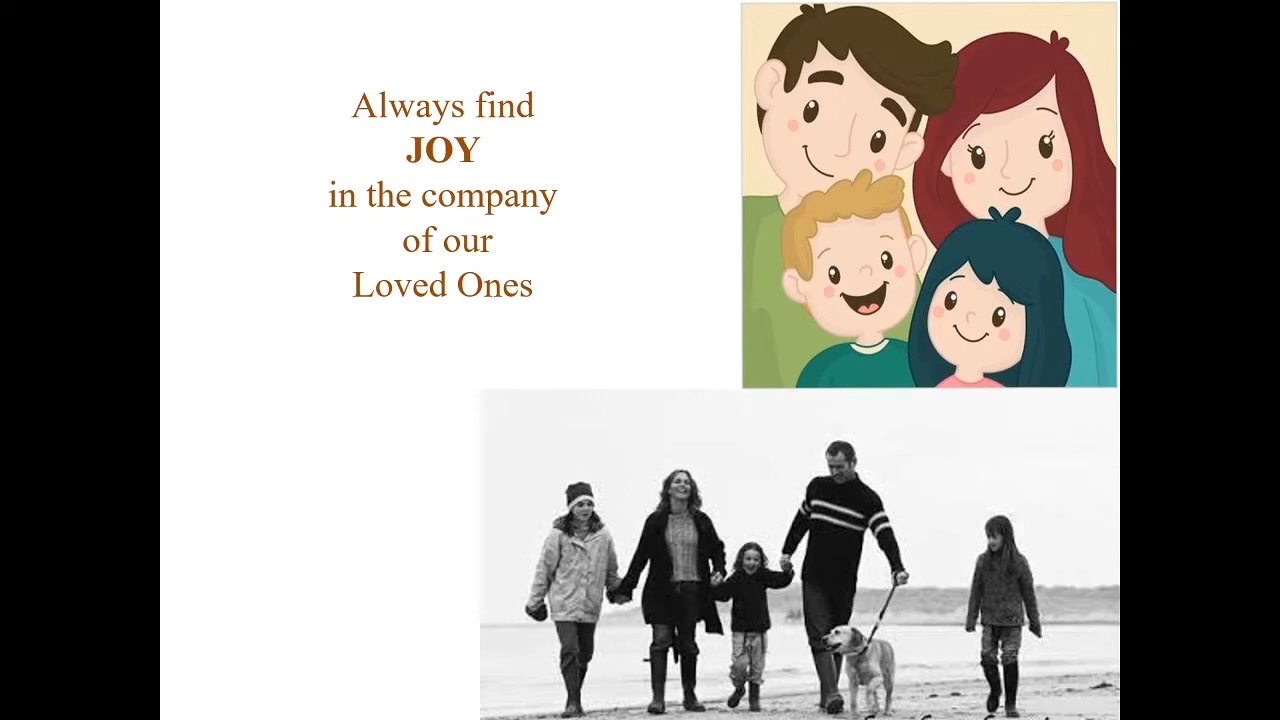 Always find
JOY
in the company
of our
Loved Ones